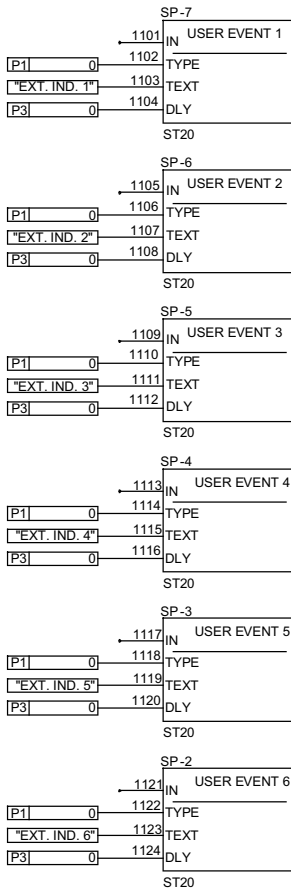 SP-7
1101 IN USER EVENT 1
P1 0 1102 TYPE
"EXT. IND. 1" 1103 TEXT
P3 0 1104 DLY
ST20
SP-6
1105 IN USER EVENT 2
P1 0 1106 TYPE
"EXT. IND. 2" 1107 TEXT
P3 0 1108 DLY
ST20
SP-5
1109 IN USER EVENT 3
P1 0 1110 TYPE
"EXT. IND. 3" 1111 TEXT
P3 0 1112 DLY
ST20
SP-4
1113 IN USER EVENT 4
P1 0 1114 TYPE
"EXT. IND. 4" 1115 TEXT
P3 0 1116 DLY
ST20
SP-3
1117 IN USER EVENT 5
P1 0 1118 TYPE
"EXT. IND. 5" 1119 TEXT
P3 0 1120 DLY
ST20
SP-2
1121 IN USER EVENT 6
P1 0 1122 TYPE
"EXT. IND. 6" 1123 TEXT
P3 0 1124 DLY
ST20